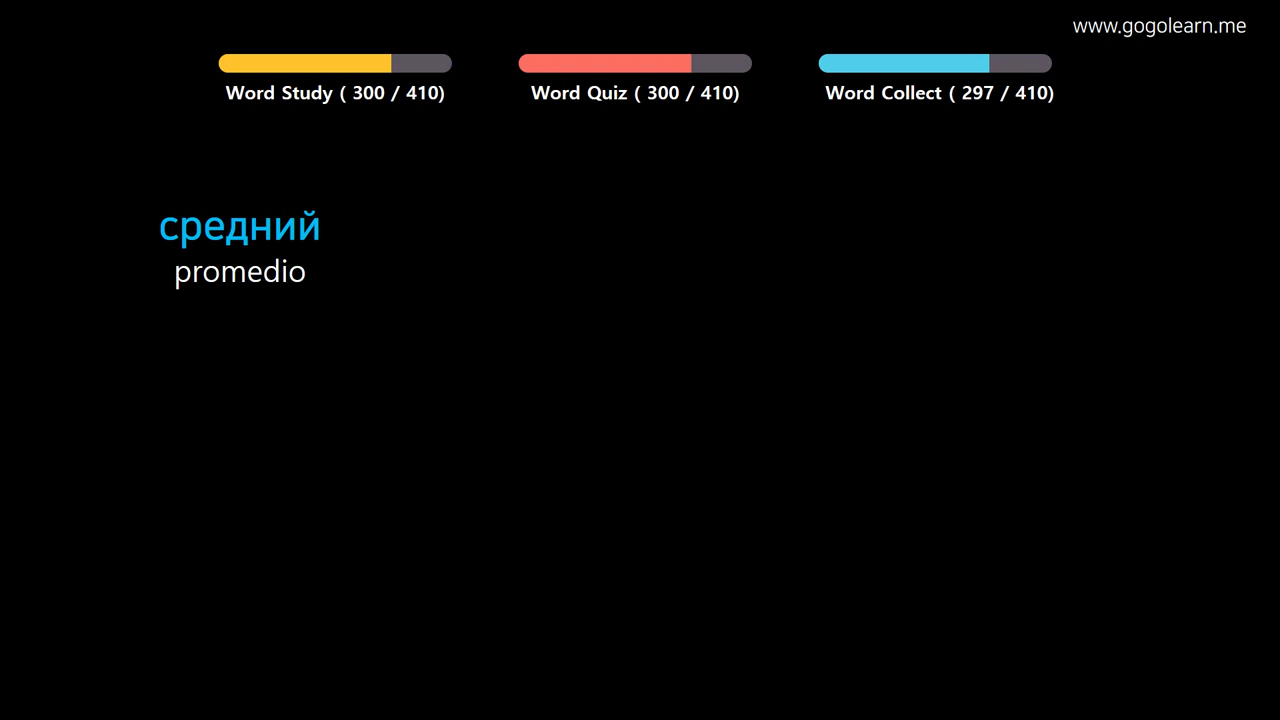 www.gogolearn.me
Word Study ( 300 / 410)
Word Quiz ( 300 / 410)
Word Collect ( 297 / 410)
средний
promedio